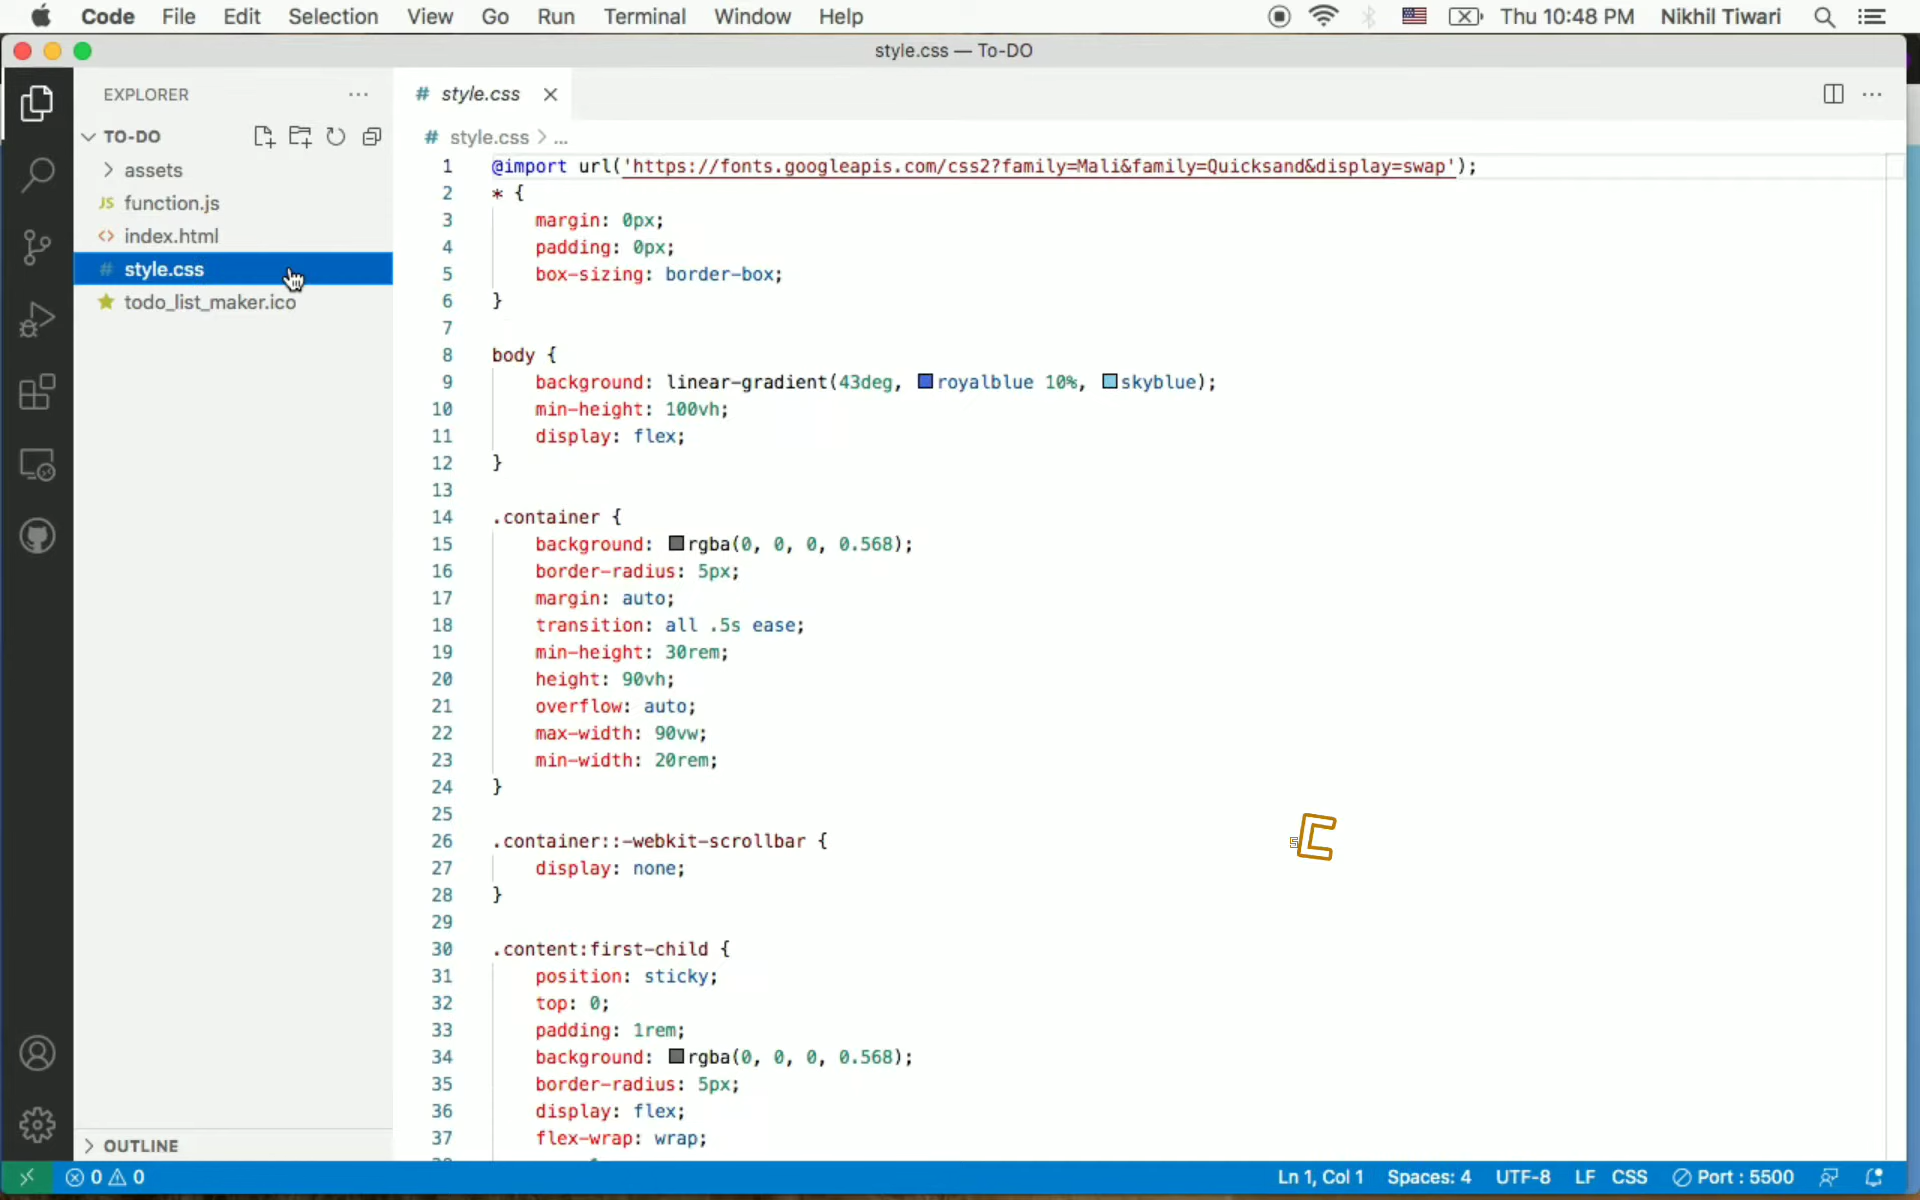 Code File Edit Selection View Go Run Terminal Window Help Thu 10:48 PM Nikhil Tiwari
style.css — To-DO
EXPLORER
TO-DO
assets
JS function.js
<> index.html
# style.css
todo_list_maker.ico
OUTLINE
# style.css
# style.css > ...
1 @import url('https://fonts.googleapis.com/css2?family=Mali&family=Quicksand&display=swap');
2 * {
3 margin: 0px;
4 padding: 0px;
5 box-sizing: border-box;
6 }
7
8 body {
9 background: linear-gradient(43deg, royalblue 10%, skyblue);
10 min-height: 100vh;
11 display: flex;
12 }
13
14 .container {
15 background: rgba(0, 0, 0, 0.568);
16 border-radius: 5px;
17 margin: auto;
18 transition: all .5s ease;
19 min-height: 30rem;
20 height: 90vh;
21 overflow: auto;
22 max-width: 90vw;
23 min-width: 20rem;
24 }
25
26 .container::-webkit-scrollbar {
27 display: none;
28 }
29
30 .content:first-child {
31 position: sticky;
32 top: 0;
33 padding: 1rem;
34 background: rgba(0, 0, 0, 0.568);
35 border-radius: 5px;
36 display: flex;
37 flex-wrap: wrap;
0 0 Ln 1, Col 1 Spaces: 4 UTF-8 LF CSS Port : 5500